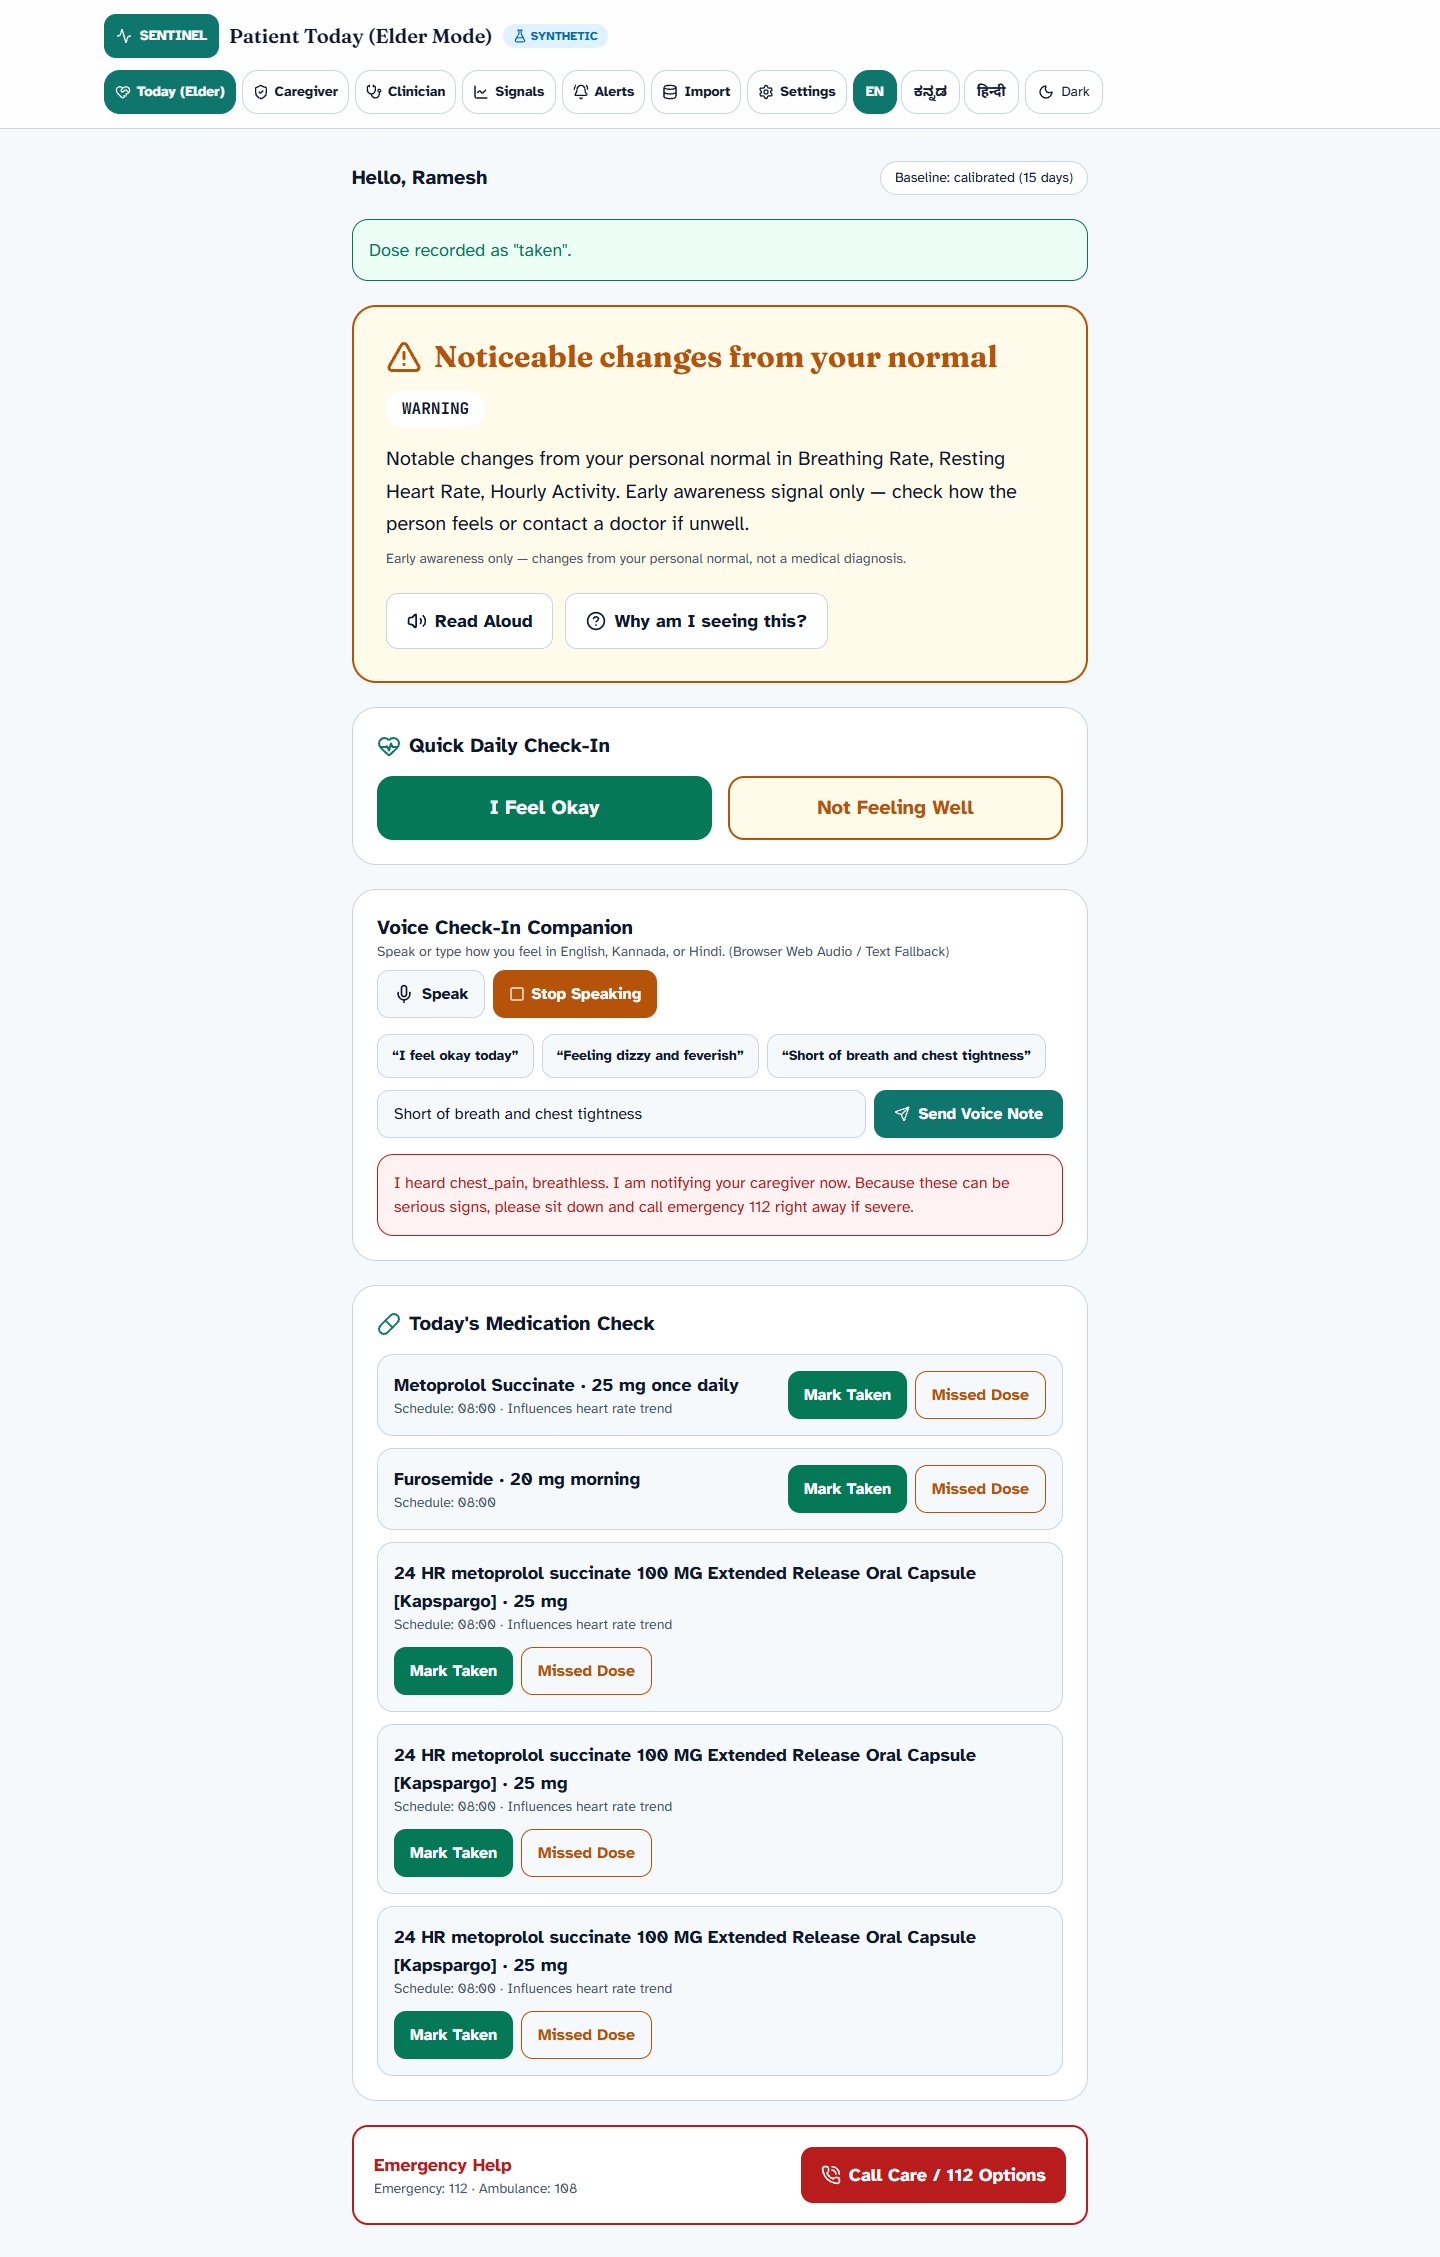 SENTINEL Patient Today (Elder Mode) SYNTHETIC
Today (Elder) Caregiver Clinician Signals Alerts Import Settings EN ಕನ್ನಡ हिन्दी Dark
Hello, Ramesh Baseline: calibrated (15 days)
Dose recorded as "taken".
Noticeable changes from your normal
WARNING
Notable changes from your personal normal in Breathing Rate, Resting
Heart Rate, Hourly Activity. Early awareness signal only — check how the
person feels or contact a doctor if unwell.
Early awareness only — changes from your personal normal, not a medical diagnosis.
Read Aloud Why am I seeing this?
Quick Daily Check-In
I Feel Okay Not Feeling Well
Voice Check-In Companion
Speak or type how you feel in English, Kannada, or Hindi. (Browser Web Audio / Text Fallback)
Speak Stop Speaking
“I feel okay today” “Feeling dizzy and feverish” “Short of breath and chest tightness”
Short of breath and chest tightness Send Voice Note
I heard chest_pain, breathless. I am notifying your caregiver now. Because these can be
serious signs, please sit down and call emergency 112 right away if severe.
Today's Medication Check
Metoprolol Succinate · 25 mg once daily Mark Taken Missed Dose
Schedule: 08:00 · Influences heart rate trend
Furosemide · 20 mg morning Mark Taken Missed Dose
Schedule: 08:00
24 HR metoprolol succinate 100 MG Extended Release Oral Capsule
[Kapspargo] · 25 mg
Schedule: 08:00 · Influences heart rate trend
Mark Taken Missed Dose
24 HR metoprolol succinate 100 MG Extended Release Oral Capsule
[Kapspargo] · 25 mg
Schedule: 08:00 · Influences heart rate trend
Mark Taken Missed Dose
24 HR metoprolol succinate 100 MG Extended Release Oral Capsule
[Kapspargo] · 25 mg
Schedule: 08:00 · Influences heart rate trend
Mark Taken Missed Dose
Emergency Help Call Care / 112 Options
Emergency: 112 · Ambulance: 108